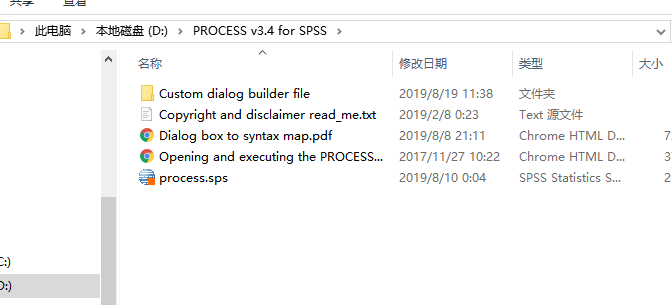 共享 查看
此电脑 › 本地磁盘 (D:) › PROCESS v3.4 for SPSS ›
名称 修改日期 类型 大小
Custom dialog builder file 2019/8/19 11:38 文件夹
Copyright and disclaimer read_me.txt 2019/2/8 0:23 Text 源文件
Dialog box to syntax map.pdf 2019/8/8 21:11 Chrome HTML D... 7
Opening and executing the PROCESS... 2017/11/27 10:22 Chrome HTML D... 3
process.sps 2019/8/10 0:04 SPSS Statistics S... 2
C:)
D:)